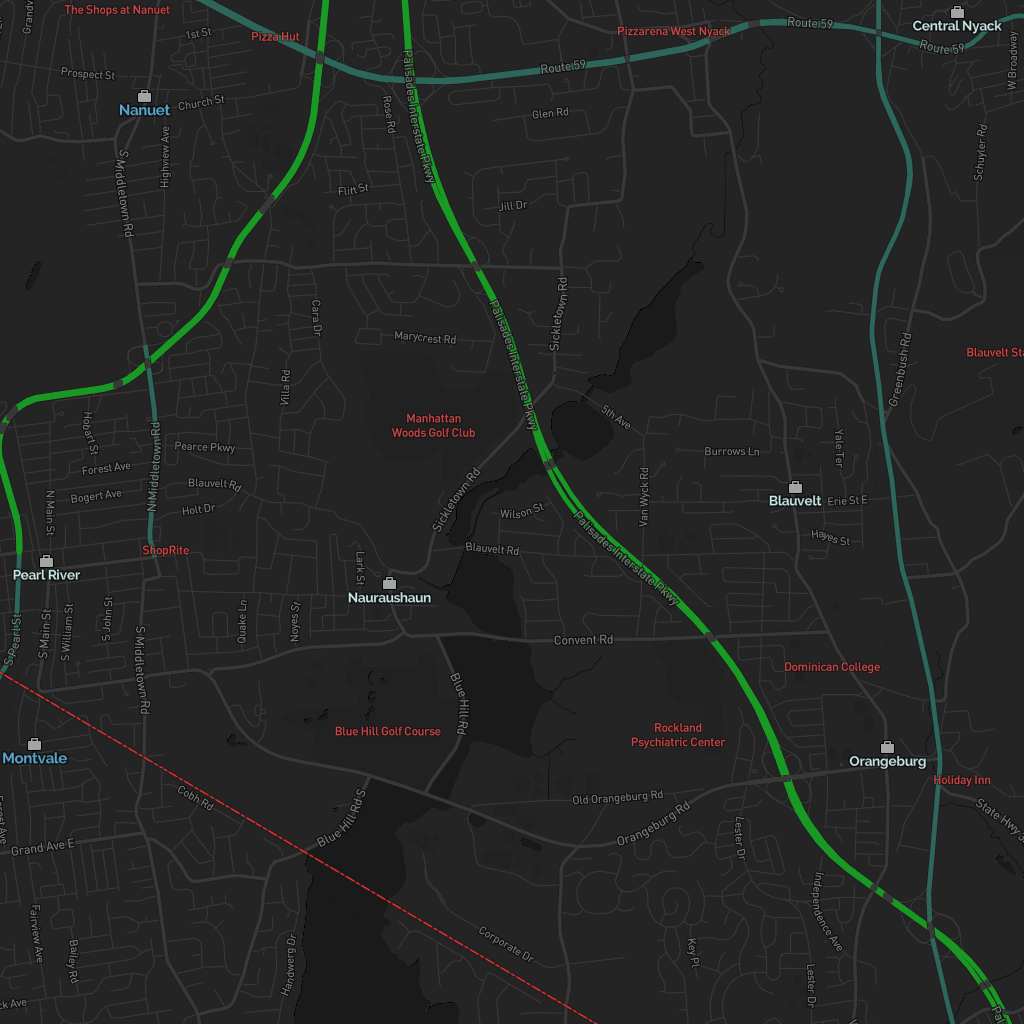 The Shops at Nanuet
1st St
Pizza Hut
Pizzarena West Nyack
Route 59
Central Nyack
Route 59
W Broadway
Prospect St
Route 59
Nanuet
Church St
Rose Rd
Palisades Interstate Pkwy
Glen Rd
Schuyler Rd
Highview Ave
S Middletown Rd
Flitt St
Jill Dr
Cara Dr
Sickletown Rd
Palisades Interstate Pkwy
Marycrest Rd
Greenbush Rd
Villa Rd
Manhattan
Woods Golf Club
5th Ave
Hobart St
Pearce Pkwy
N Middletown Rd
Burrows Ln
Yale Ter
Forest Ave
Blauvelt Rd
Bogert Ave
Van Wyck Rd
Blauvelt
Erie St E
N Main St
Holt Dr
Sickletown Rd
Wilson St
Palisades Interstate Pkwy
Hayes St
ShopRite
Blauvelt Rd
Pearl River
Lark St
Nauraushaun
S Pearl St
S Main St
S William St
S John St
Quake Ln
Noyes St
Convent Rd
S Middletown Rd
Dominican College
Blue Hill Rd
Blue Hill Golf Course
Rockland
Psychiatric Center
Montvale
Orangeburg
Holiday Inn
Cobh Rd
Old Orangeburg Rd
Blue Hill Rd S
Orangeburg Rd
Lester Dr
Grand Ave E
Independence Ave
Fairview Ave
Bailey Rd
Handwerg Dr
Corporate Dr
Key Pl
Lester Dr